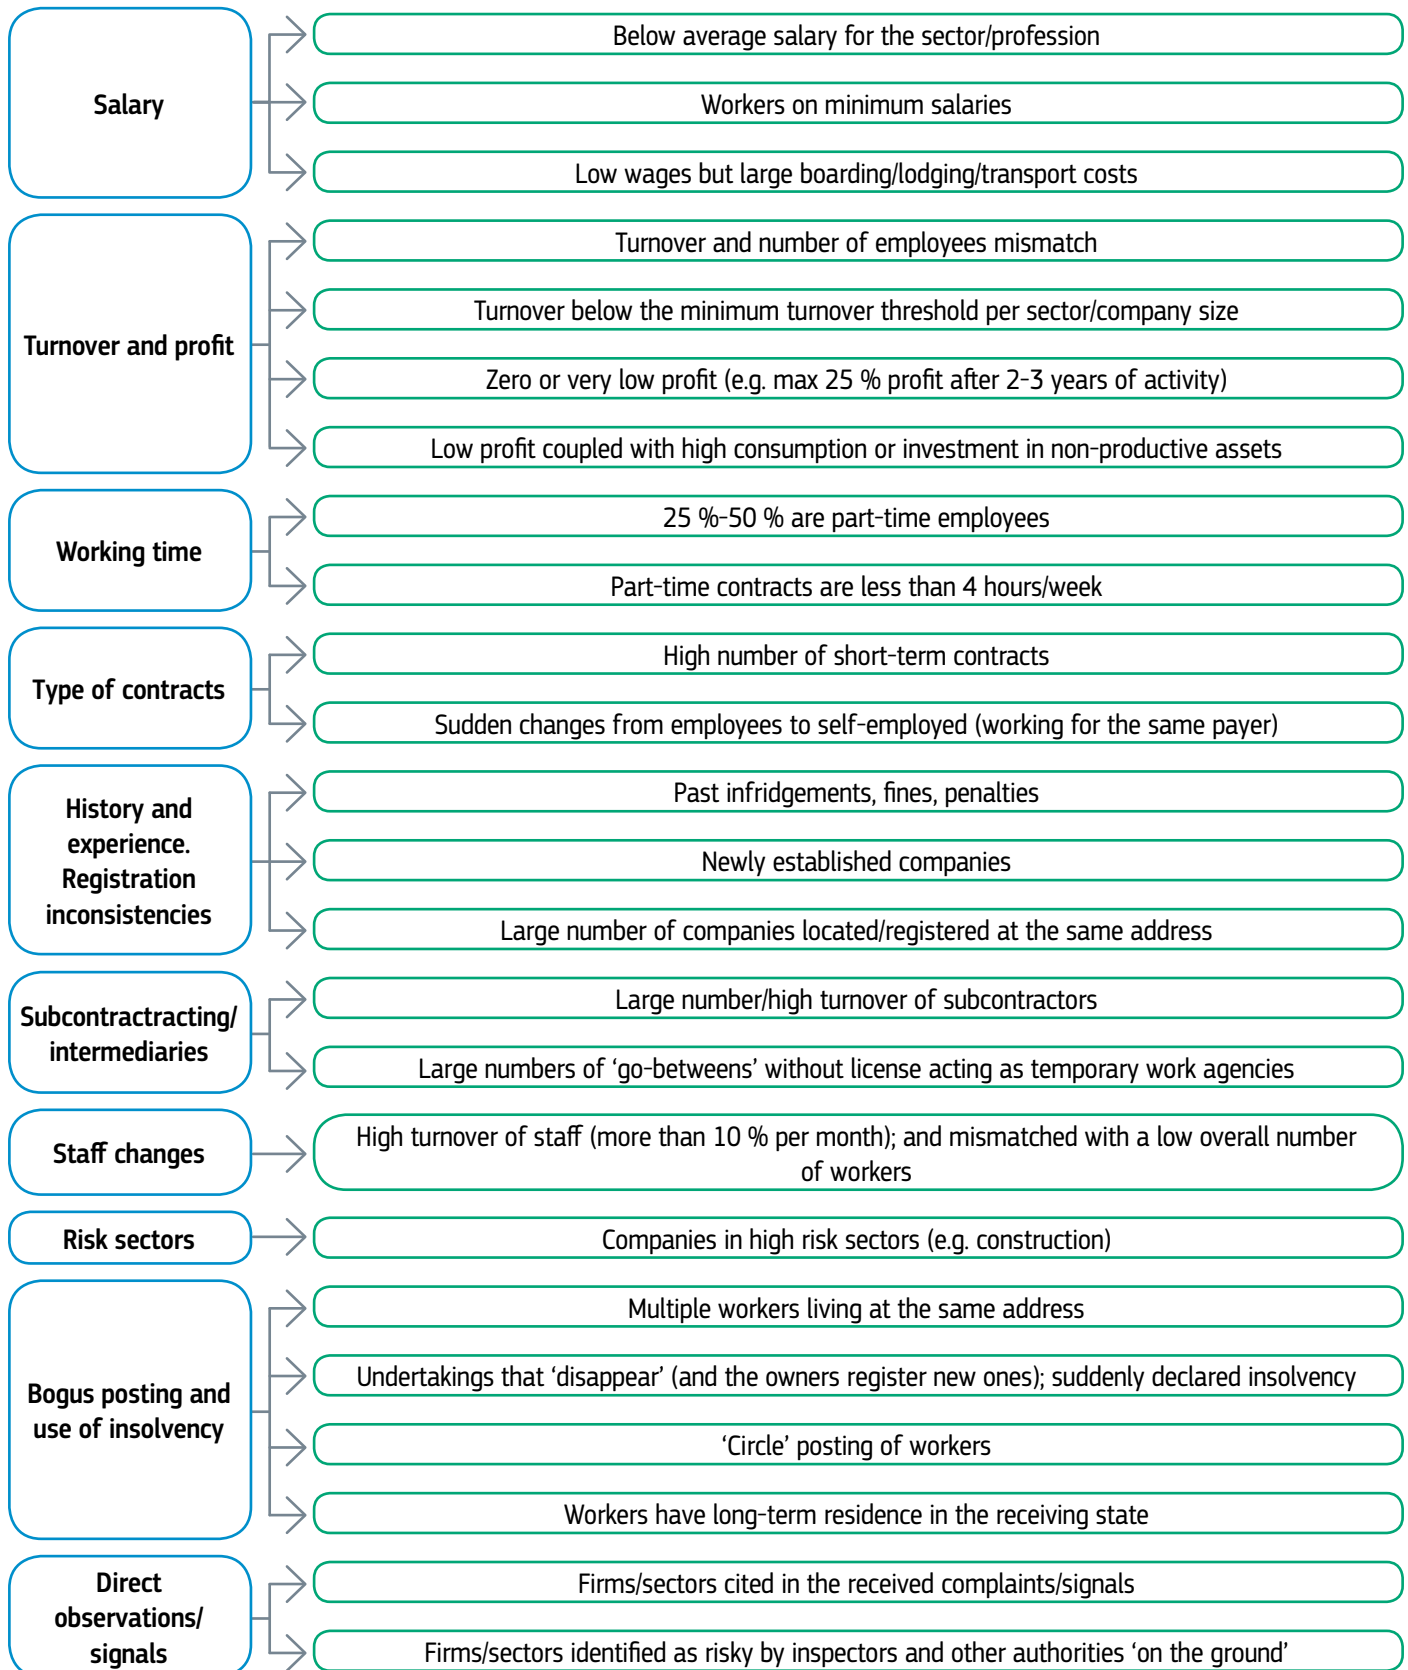 Salary
Below average salary for the sector/profession
Workers on minimum salaries
Low wages but large boarding/lodging/transport costs
Turnover and profit
Turnover and number of employees mismatch
Turnover below the minimum turnover threshold per sector/company size
Zero or very low profit (e.g. max 25 % profit after 2-3 years of activity)
Low profit coupled with high consumption or investment in non-productive assets
Working time
25 %-50 % are part-time employees
Part-time contracts are less than 4 hours/week
Type of contracts
High number of short-term contracts
Sudden changes from employees to self-employed (working for the same payer)
History and
experience.
Registration
inconsistencies
Past infridgements, fines, penalties
Newly established companies
Large number of companies located/registered at the same address
Subcontractracting/
intermediaries
Large number/high turnover of subcontractors
Large numbers of ‘go-betweens’ without license acting as temporary work agencies
Staff changes
High turnover of staff (more than 10 % per month); and mismatched with a low overall number
of workers
Risk sectors
Companies in high risk sectors (e.g. construction)
Bogus posting and
use of insolvency
Multiple workers living at the same address
Undertakings that ‘disappear’ (and the owners register new ones); suddenly declared insolvency
‘Circle’ posting of workers
Workers have long-term residence in the receiving state
Direct
observations/
signals
Firms/sectors cited in the received complaints/signals
Firms/sectors identified as risky by inspectors and other authorities ‘on the ground’